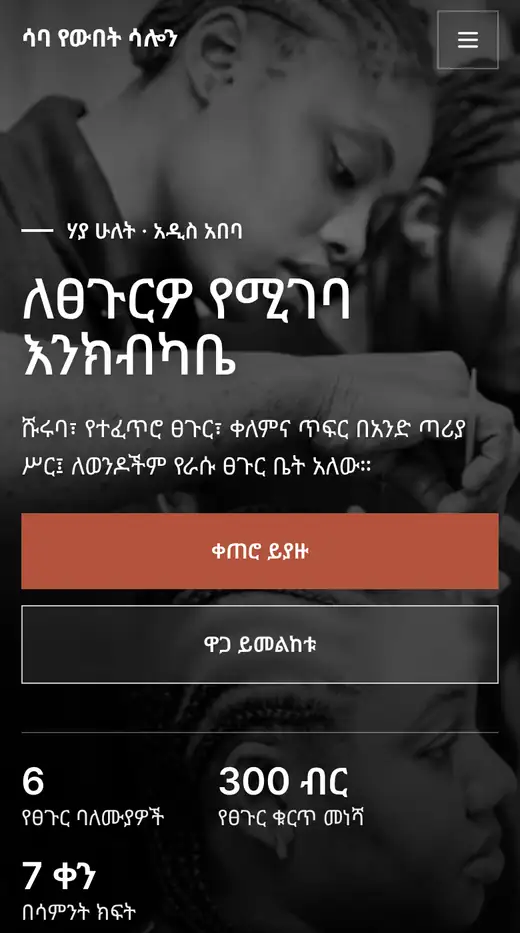 ሳባ የውበት ሳሎን
ሃያ ሁለት · አዲስ አበባ
ለፀጉርዎ የሚገባ
እንክብካቤ
ሹሩባ፣ የተፈጥሮ ፀጉር፣ ቀለምና ጥፍር በአንድ ጣሪያ
ሥር፤ ለወንዶችም የራሱ ፀጉር ቤት አለው።
ቀጠሮ ይያዙ
ዋጋ ይመልከቱ
6
የፀጉር ባለሙያዎች
300 ብር
የፀጉር ቁርጥ መነሻ
7 ቀን
በሳምንት ክፍት